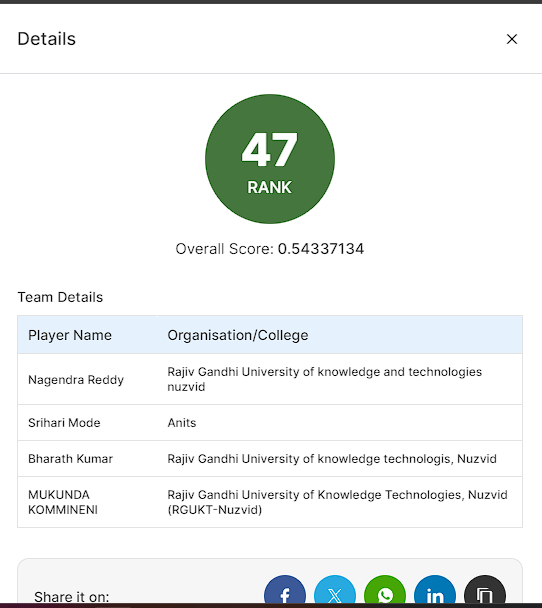 Details
47
RANK
Overall Score: 0.54337134
Team Details
Player Name Organisation/College
Nagendra Reddy Rajiv Gandhi University of knowledge and technologies
nuzvid
Srihari Mode Anits
Bharath Kumar Rajiv Gandhi University of knowledge technologis, Nuzvid
MUKUNDA
KOMMINENI
Rajiv Gandhi University of Knowledge Technologies, Nuzvid
(RGUKT-Nuzvid)
Share it on: